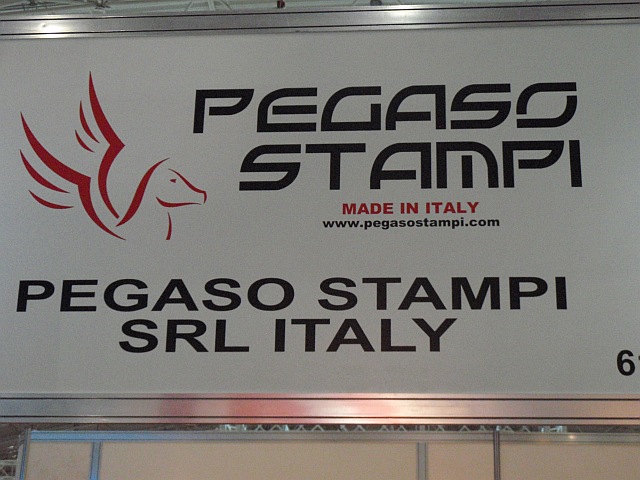 PEGASO
STAMPI
MADE IN ITALY
www.pegasostampi.com
PEGASO STAMPI
SRL ITALY